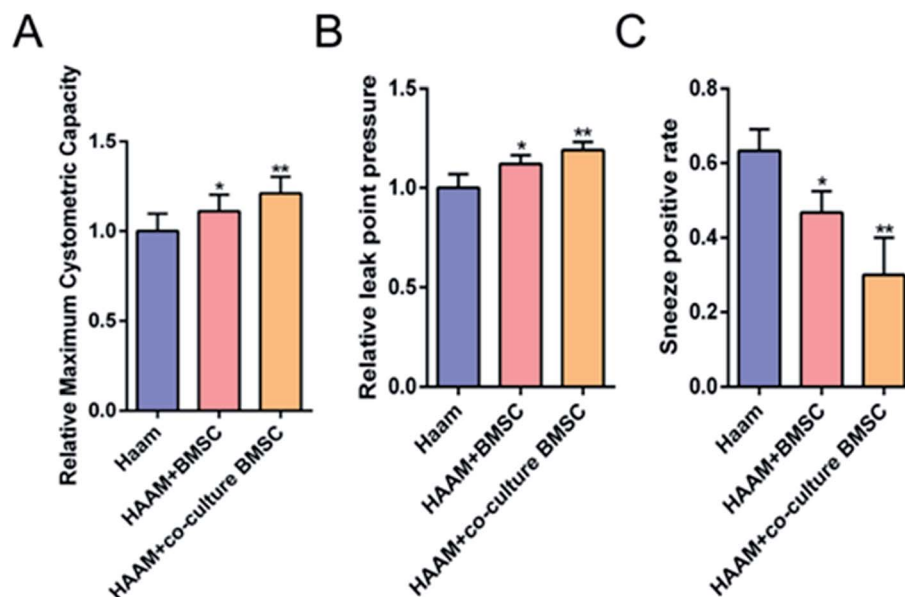 A
Relative Maximum Cystometric Capacity
1.5
1.0
0.5
0.0
*
**
Haam
HAAM+BMSC
HAAM+co-culture BMSC
B
Relative leak point pressure
1.5
1.0
0.5
0.0
*
**
Haam
HAAM+BMSC
HAAM+co-culture BMSC
C
Sneeze positive rate
0.8
0.6
0.4
0.2
0.0
*
**
Haam
HAAM+BMSC
HAAM+co-culture BMSC